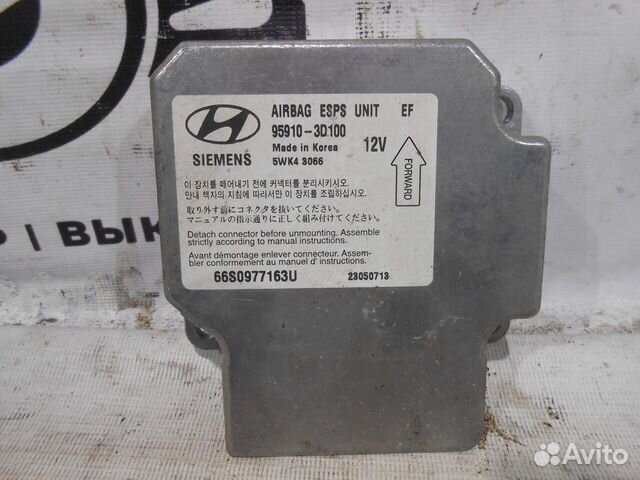 AIRBAG ESPS UNIT EF
95910-3D100
Made in Korea 12V
SIEMENS 5WK4 3066
FORWARD
이 장치를 떼어내기 전에 커넥터를 분리시키시오.
안내 책자의 지침에 따라서만 이 장치를 조립하십시오.
取り外す前にコネクタを抜いてください。
マニュアルの指示通りに正しく組み付けてください。
Detach connector before unmounting. Assemble
strictly according to manual instructions.
Avant démontage enlever connecteur. Assem-
bler conformement au manuel d' instructions.
66S0977163U 23050713
Р | ВЫК
Avito